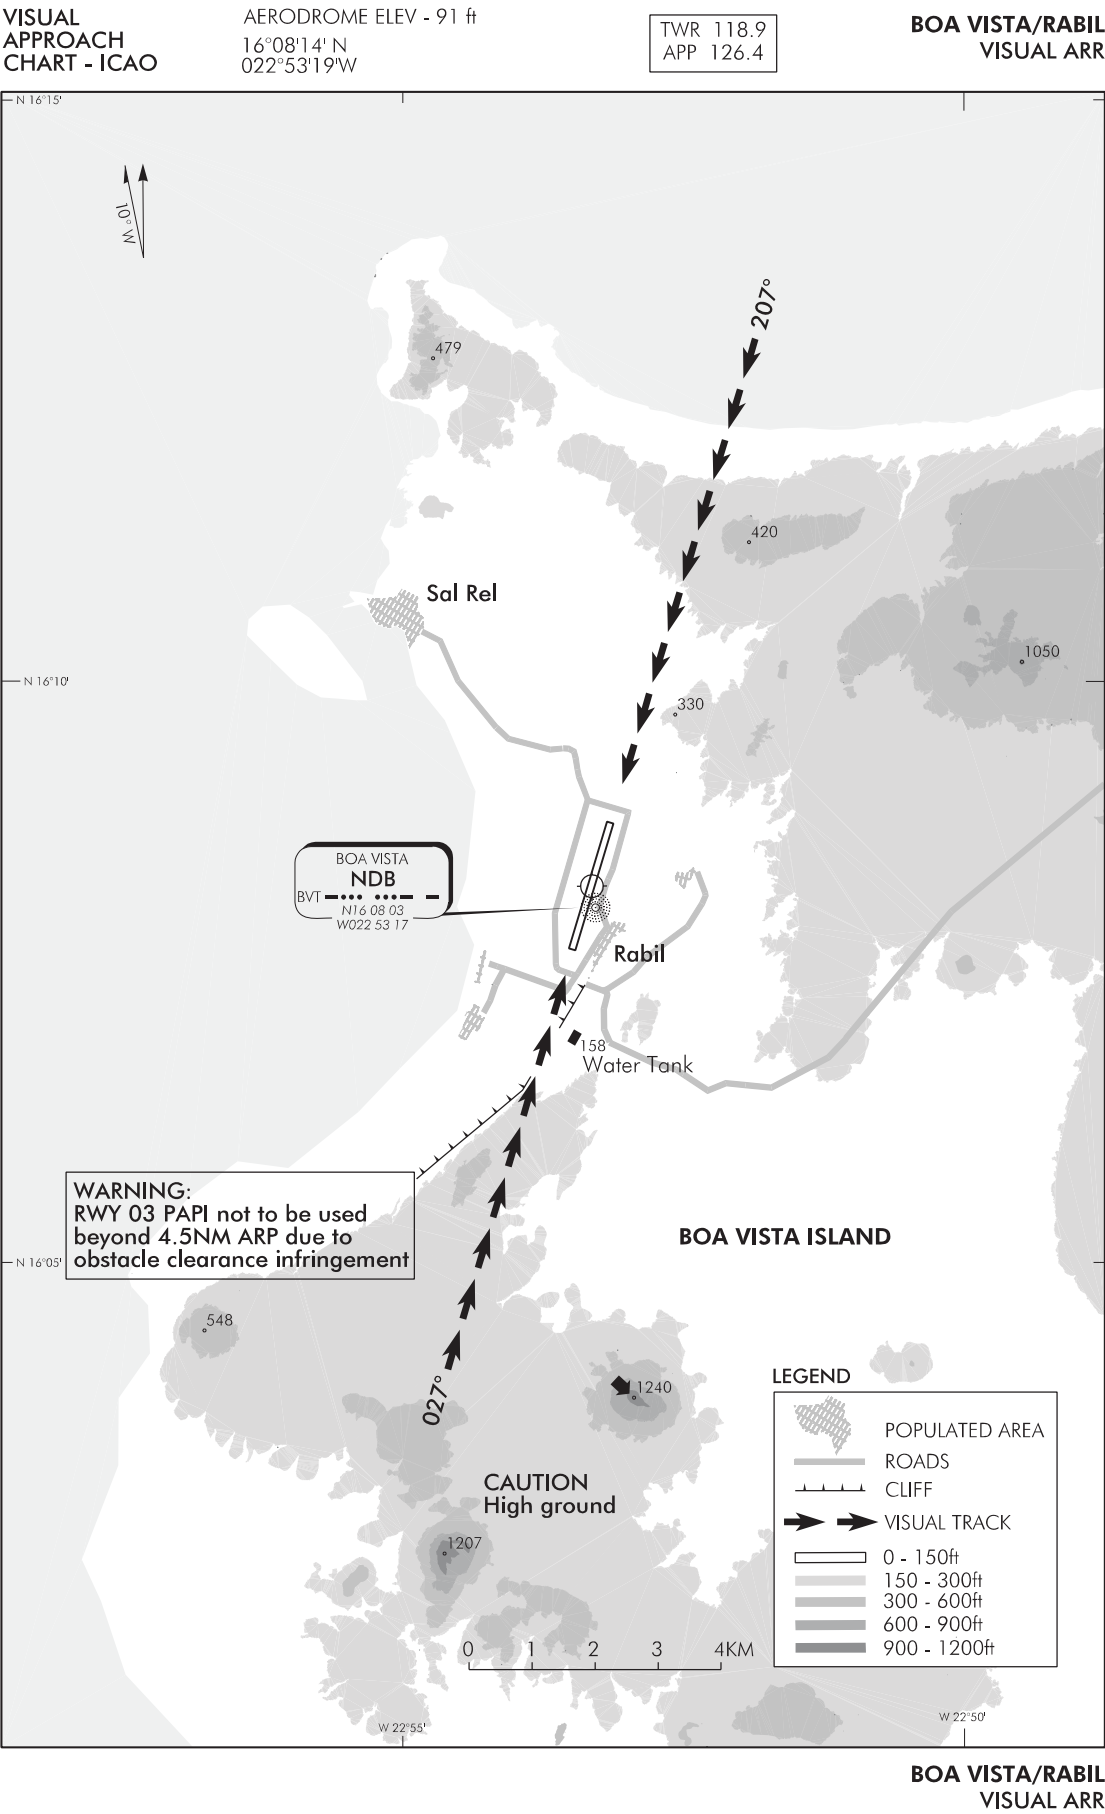 VISUAL
APPROACH
CHART - ICAO
AERODROME ELEV - 91 ft
16°08'14' N
022°53'19'W
TWR 118.9
APP 126.4
BOA VISTA/RABIL
VISUAL ARR
N 16°15'
10° W
207°
479
420
Sal Rel
1050
N 16°10'
330
BOA VISTA
NDB
BVT
N16 08 03
W022 53 17
Rabil
158
Water Tank
WARNING:
RWY 03 PAPI not to be used
beyond 4.5NM ARP due to
obstacle clearance infringement
BOA VISTA ISLAND
N 16°05'
548
1240
027°
CAUTION
High ground
1207
LEGEND
POPULATED AREA
ROADS
CLIFF
VISUAL TRACK
0 - 150ft
150 - 300ft
300 - 600ft
600 - 900ft
900 - 1200ft
0 1 2 3 4KM
W 22°55'
W 22°50'
BOA VISTA/RABIL
VISUAL ARR